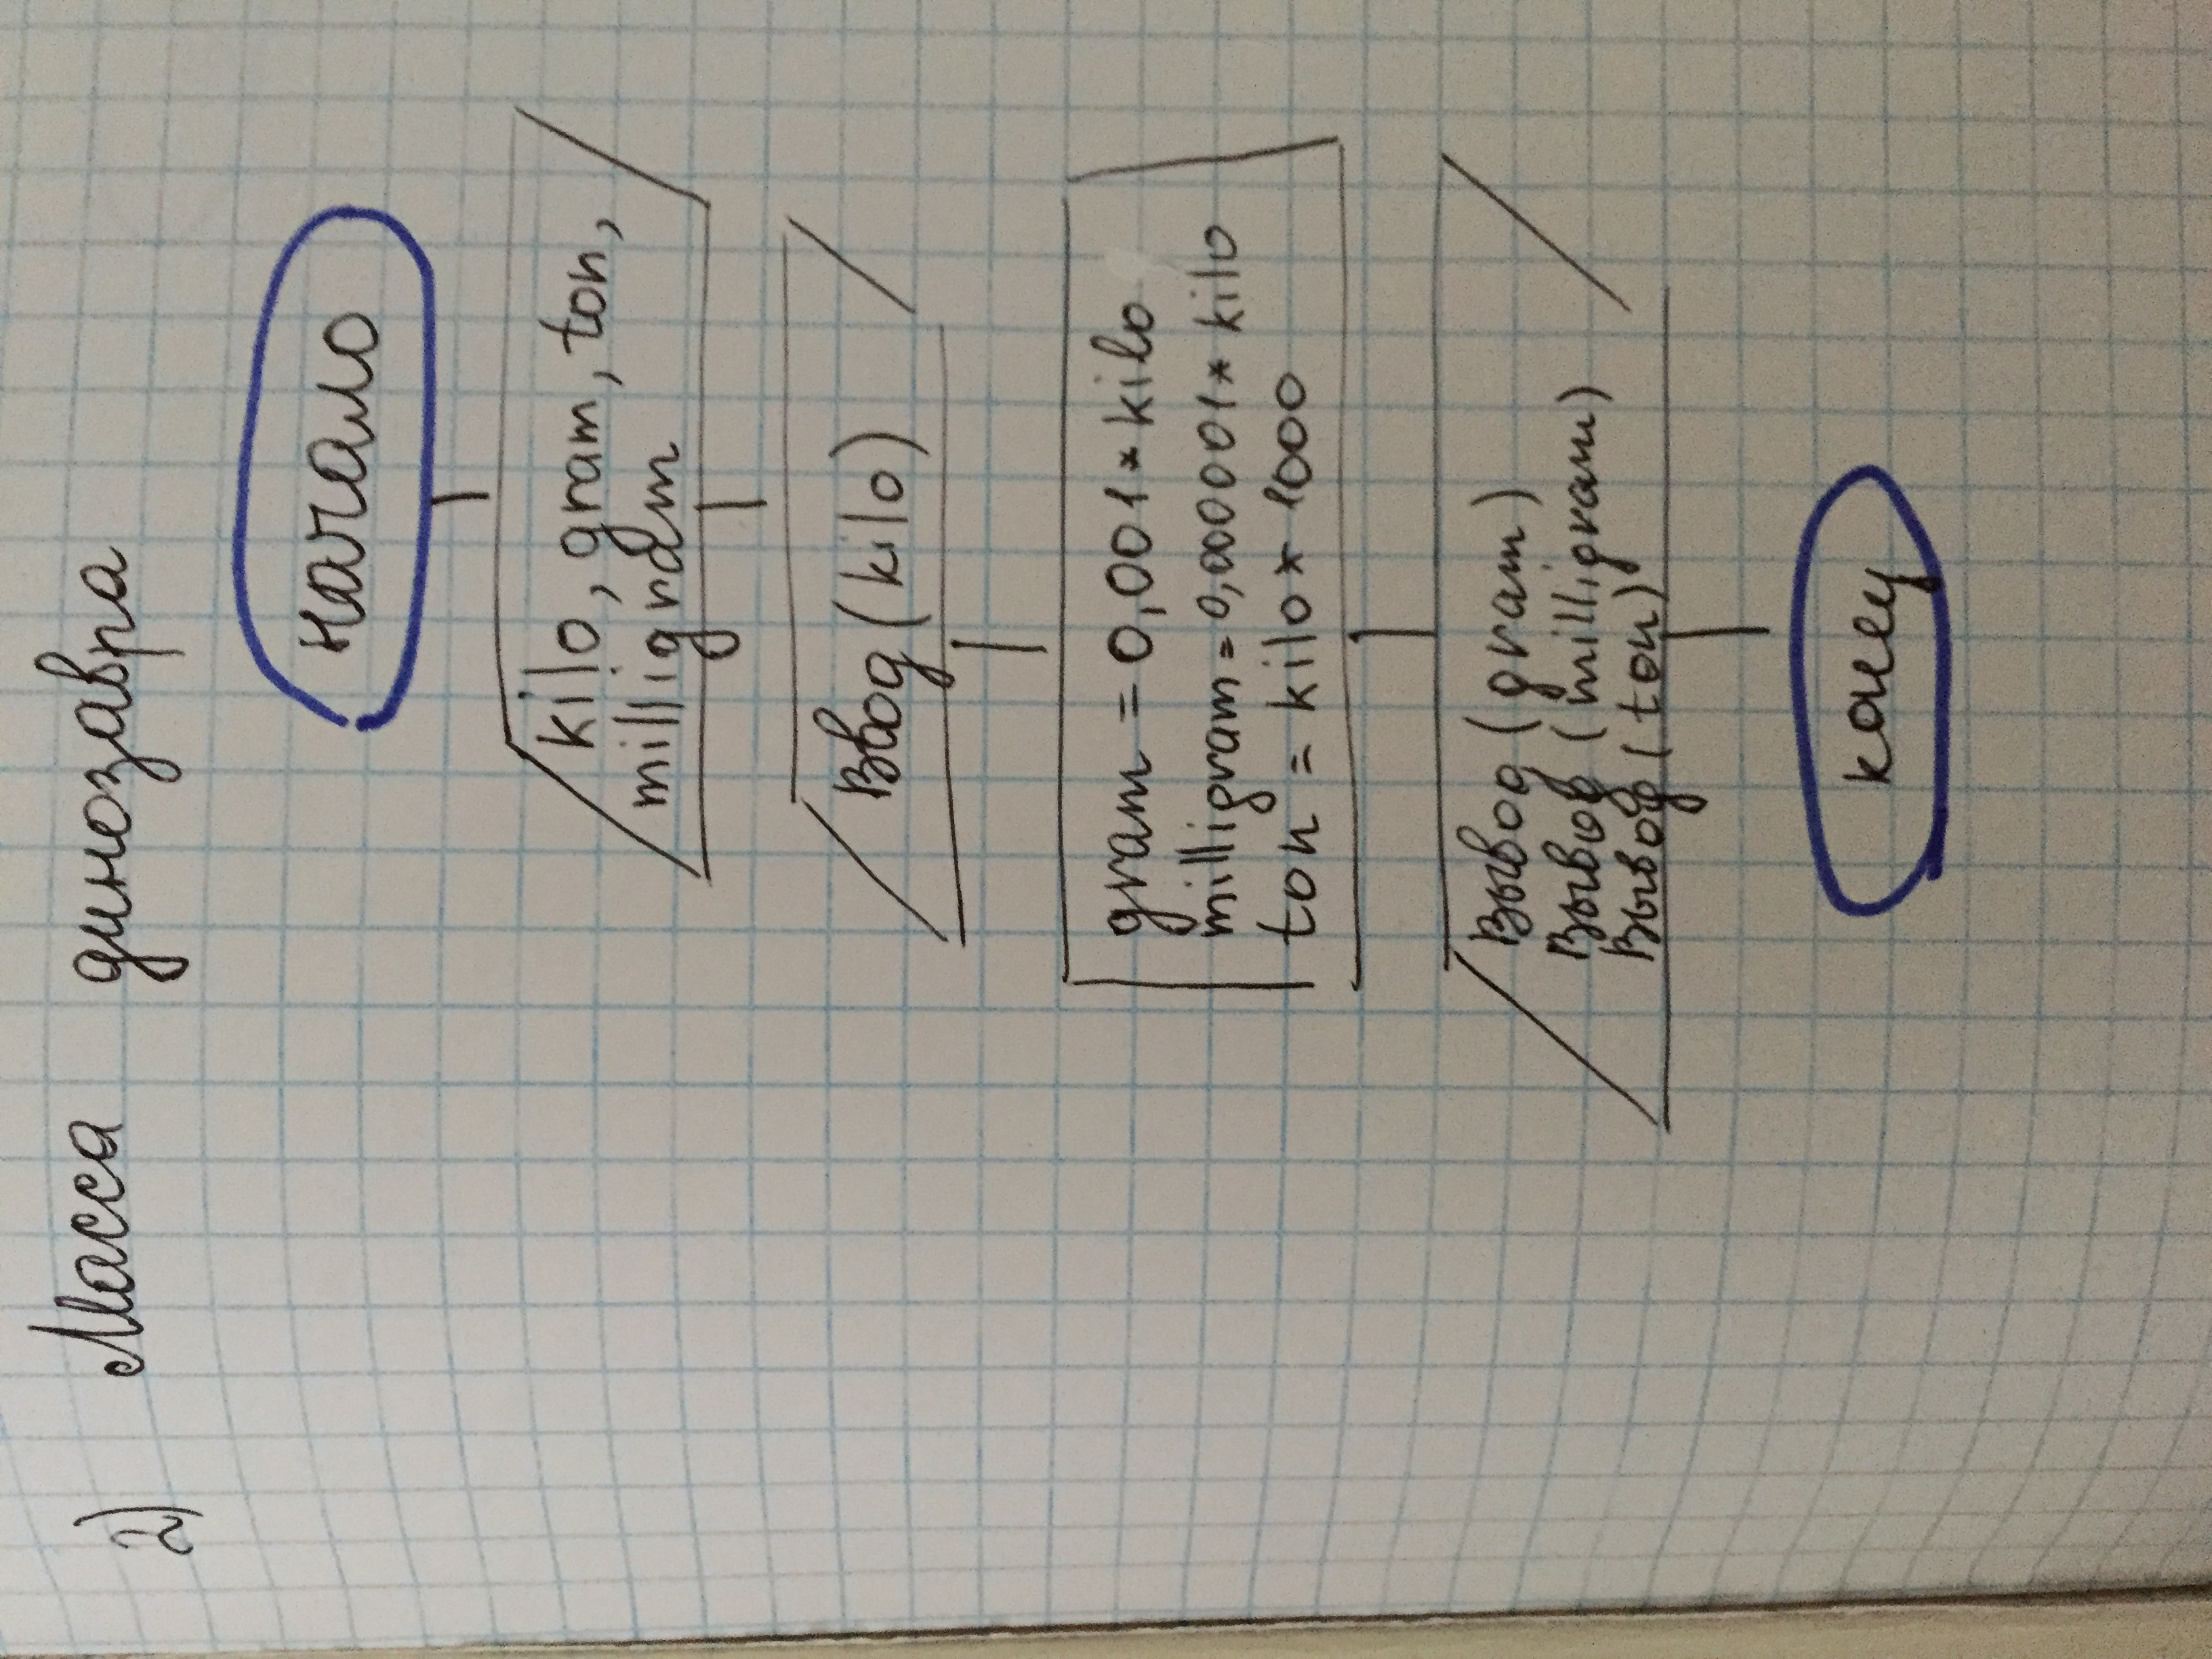 2) Масса динозавра
начало
kilo, gram, ton,
milligram
Ввод (kilo)
gram = 0,001 * kilo
milligram = 0,000001 * kilo
ton = kilo * 1000
Вывод (gram)
Вывод (milligram)
Вывод (ton)
конец